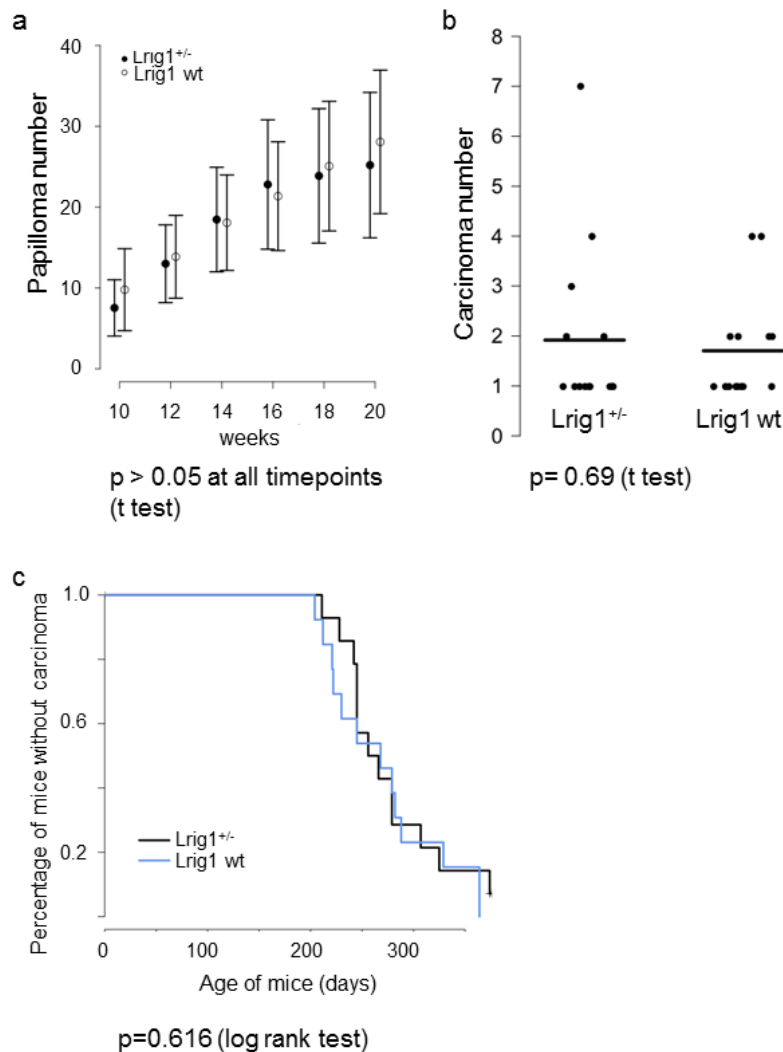 a
Lrig1+/-
Lrig1 wt
Papilloma number
40
30
20
10
0
10 12 14 16 18 20
weeks
p > 0.05 at all timepoints
(t test)
b
Carcinoma number
8
7
6
5
4
3
2
1
0
Lrig1+/- Lrig1 wt
p= 0.69 (t test)
c
Percentage of mice without carcinoma
1.0
0.6
0.2
Lrig1+/-
Lrig1 wt
0 100 200 300
Age of mice (days)
p=0.616 (log rank test)